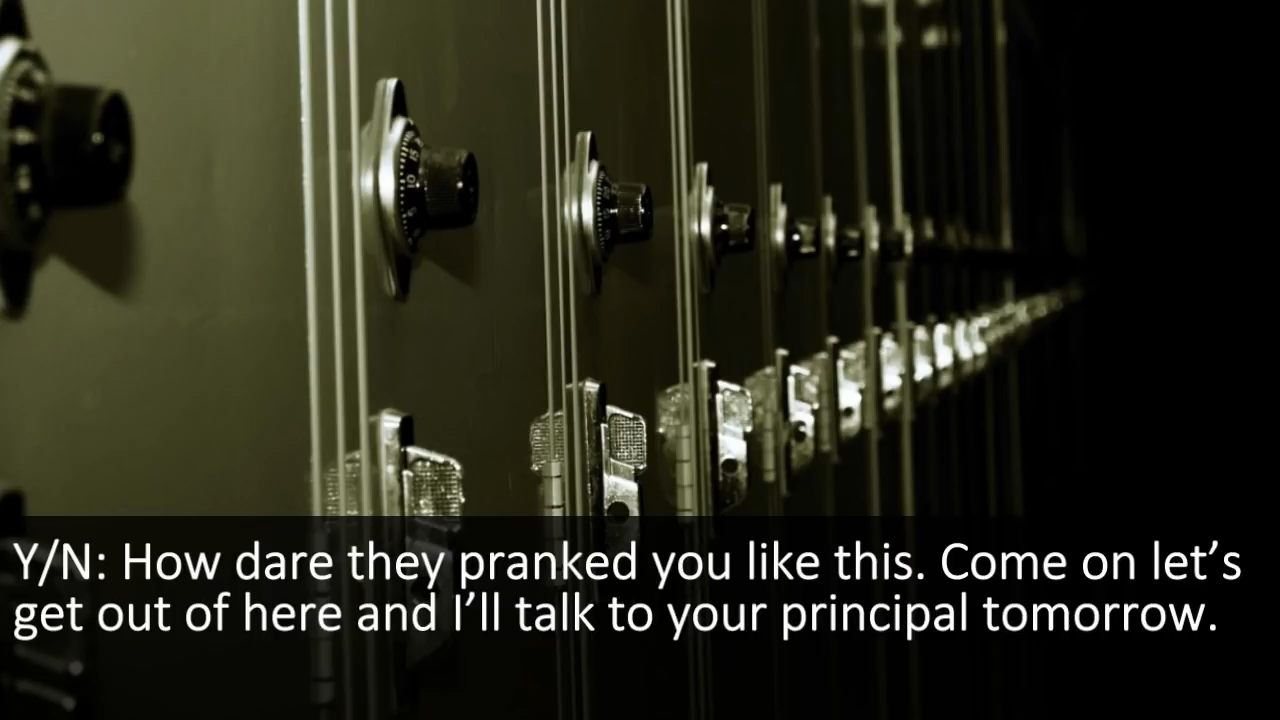 Y/N: How dare they pranked you like this. Come on let’s
get out of here and I’ll talk to your principal tomorrow.